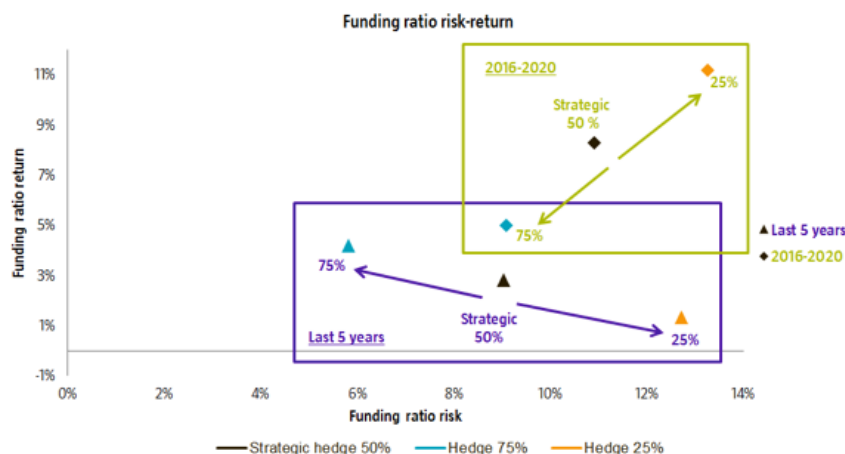 Funding ratio risk-return
Funding ratio return
11%
9%
7%
5%
3%
1%
-1%
2016-2020
25%
Strategic
50 %
75%
75%
Strategic
50%
25%
Last 5 years
Last 5 years
2016-2020
0%
2%
4%
6%
8%
10%
12%
14%
Funding ratio risk
Strategic hedge 50%
Hedge 75%
Hedge 25%